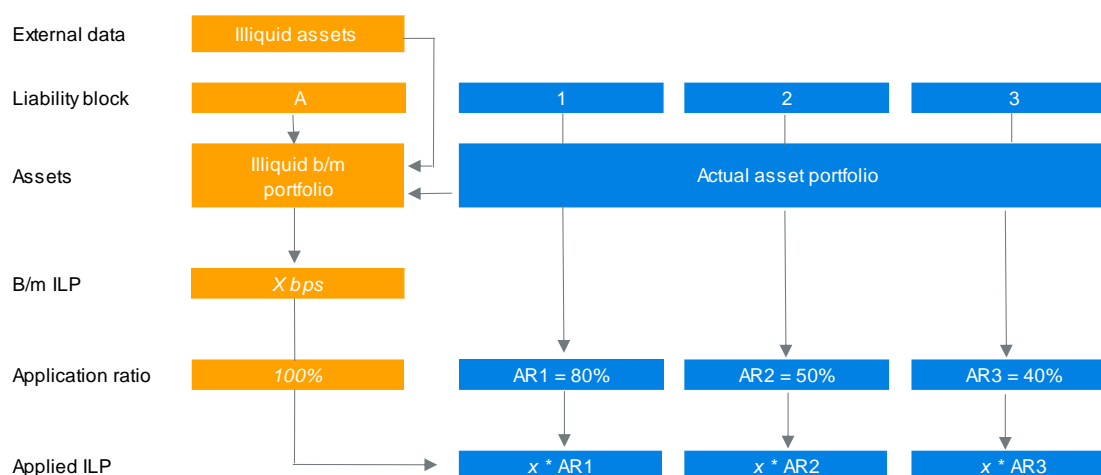 External data
Illiquid assets
Liability block
A
1
2
3
Assets
Illiquid b/m
portfolio
Actual asset portfolio
B/m ILP
X bps
Application ratio
100%
AR1 = 80%
AR2 = 50%
AR3 = 40%
Applied ILP
x * AR1
x * AR2
x * AR3